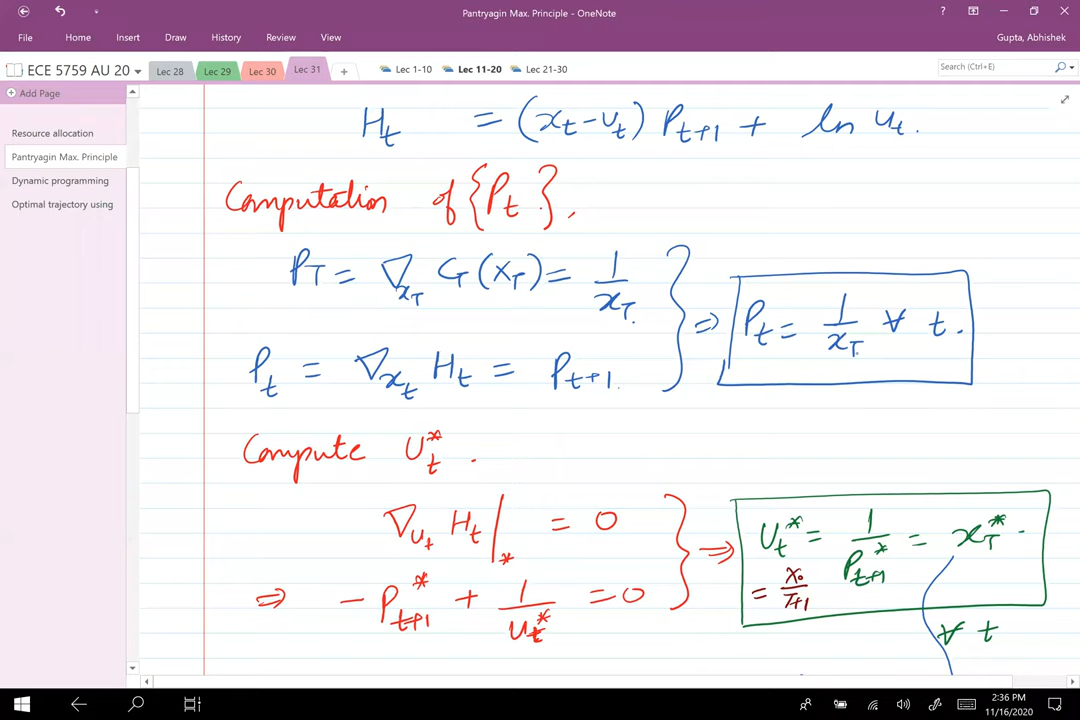 Pantryagin Max. Principle - OneNote
File Home Insert Draw History Review View Gupta, Abhishek
ECE 5759 AU 20 Lec 28 Lec 29 Lec 30 Lec 31 + Lec 1-10 Lec 11-20 Lec 21-30 Search (Ctrl+E)
Add Page
Resource allocation
Pantryagin Max. Principle
Dynamic programming
Optimal trajectory using
H_t = (x_t - u_t) P_{t+1} + ln u_t.
Computation of {P_t},
P_T = ∇_{x_T} G(x_T) = 1/x_T.
P_t = ∇_{x_t} H_t = P_{t+1}.
⇒ P_t = 1/x_T ∀ t.
Compute U_t^*.
∇_{u_t} H_t |_* = 0
⇒ -P_{t+1}^* + 1/u_t^* = 0
⇒ U_t^* = 1/P_{t+1}^* = x_T^*
= x_0/T+1
∀ t
2:36 PM
11/16/2020